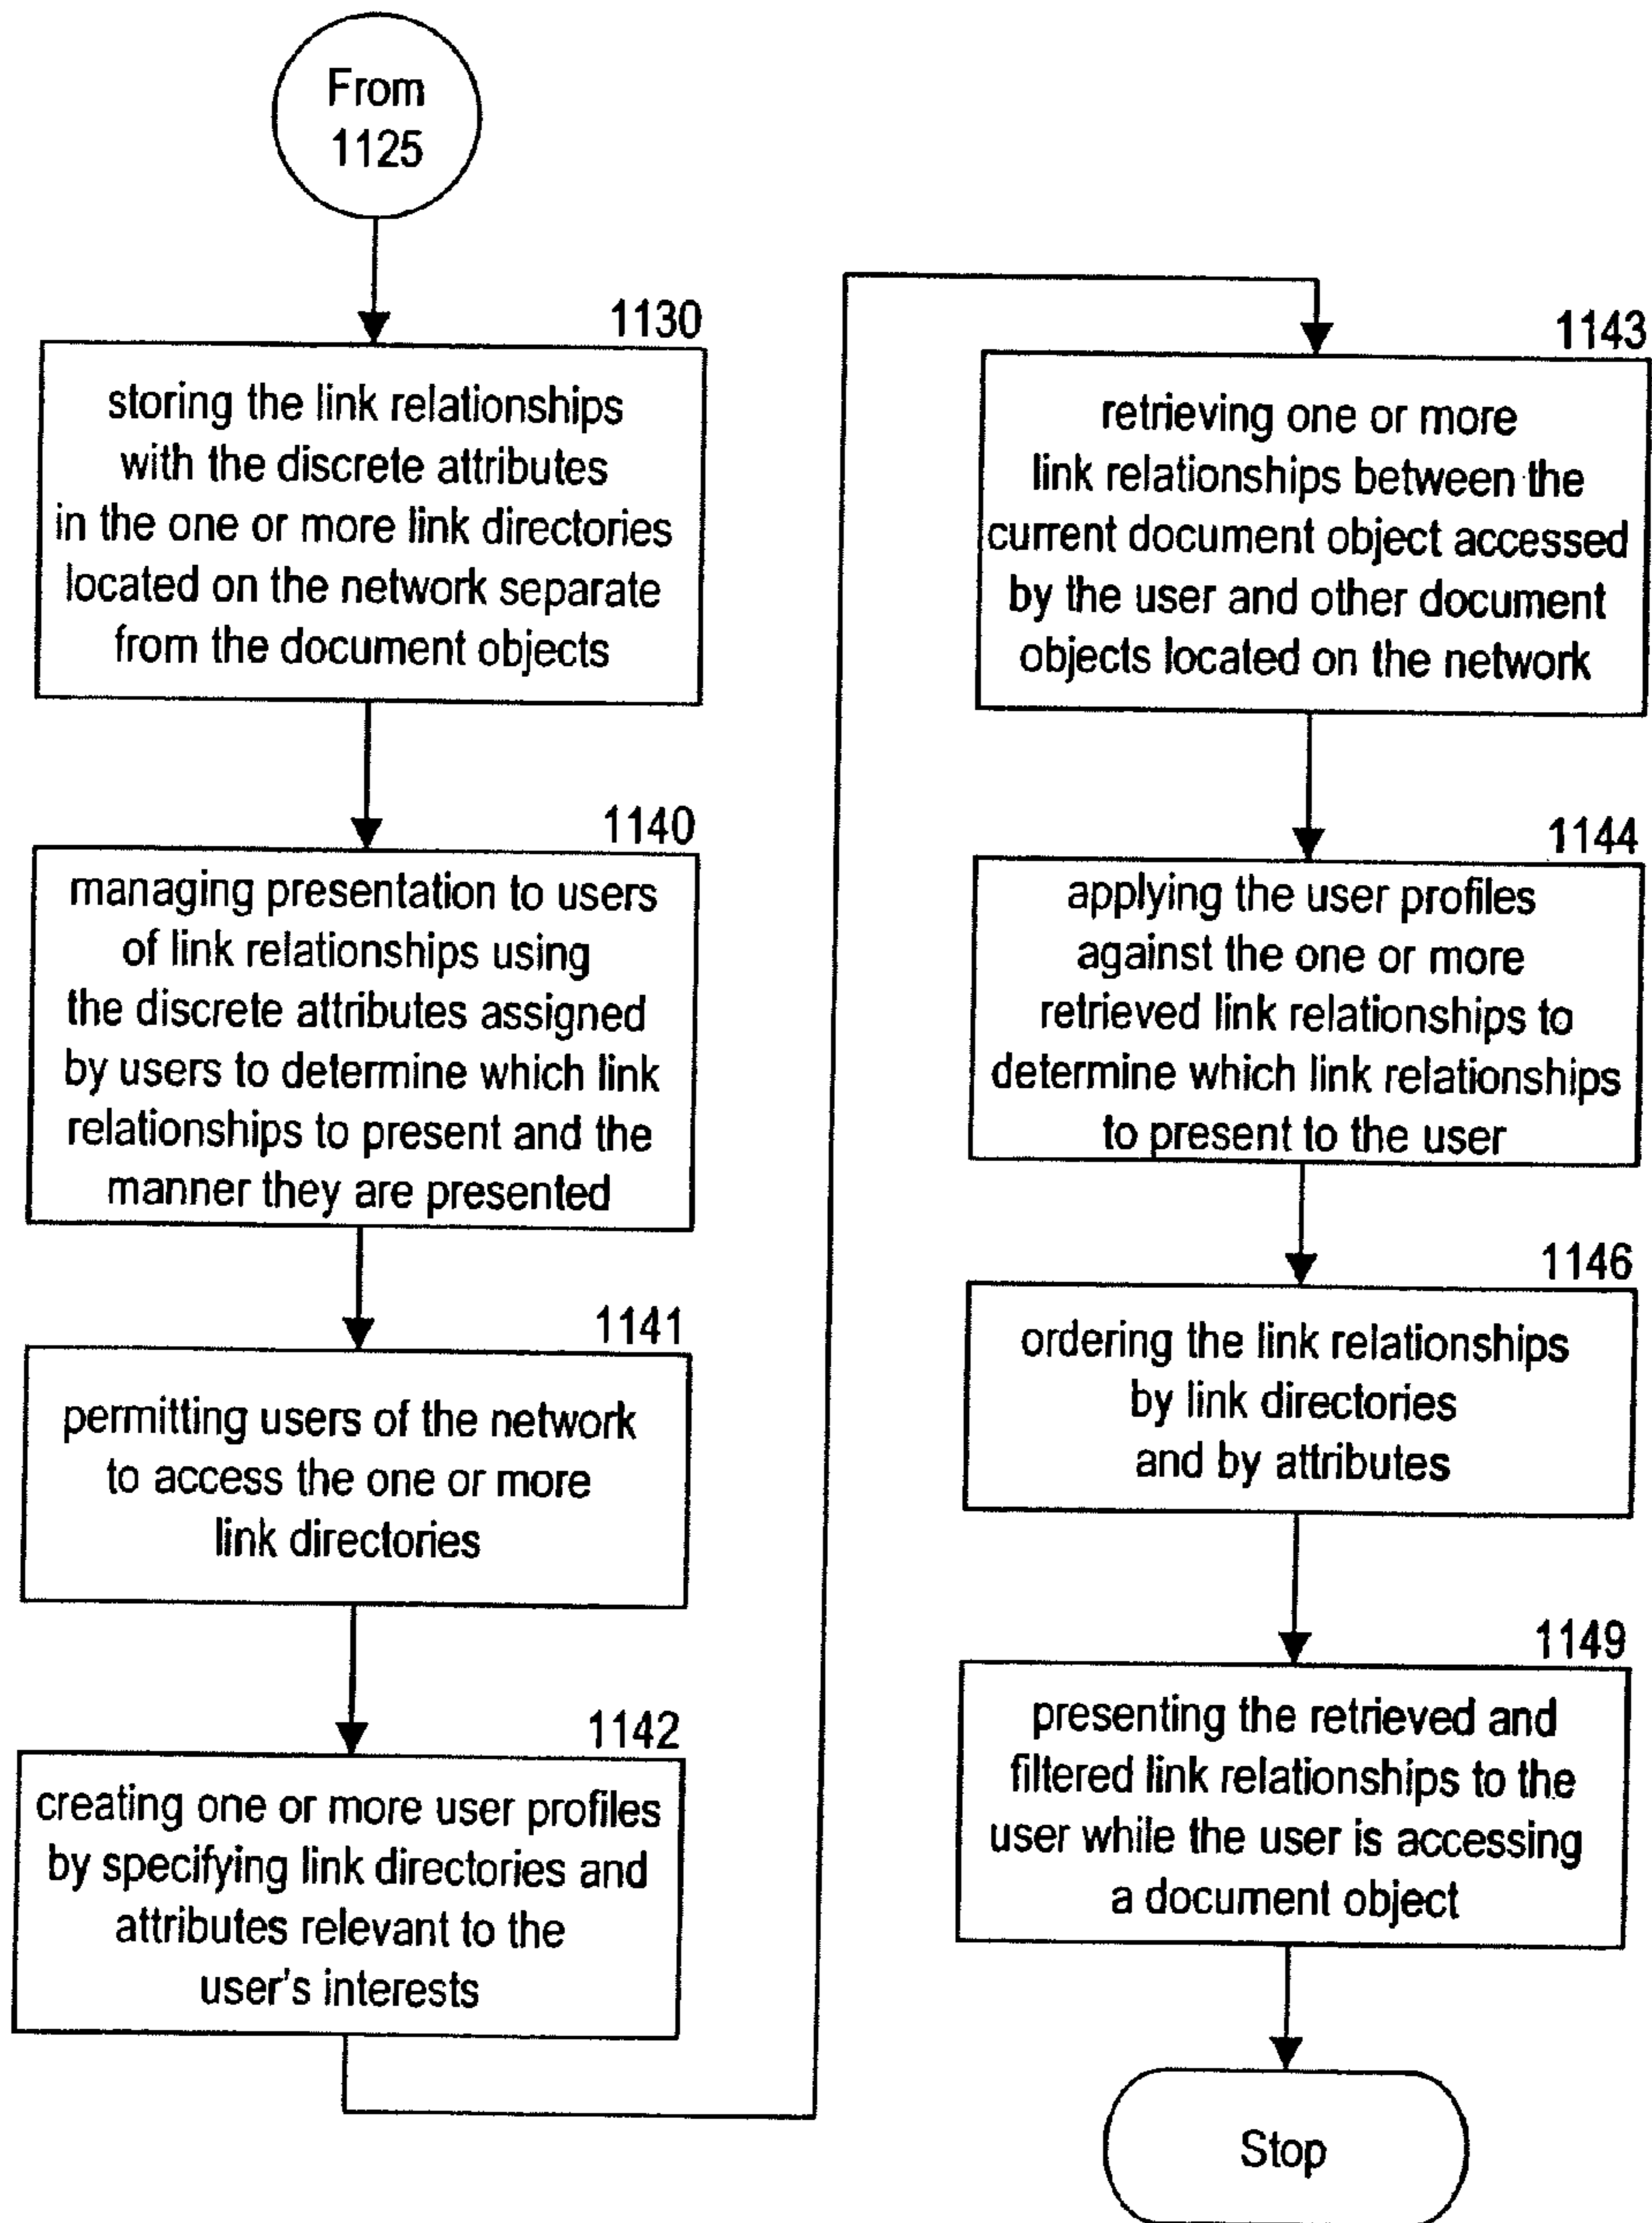 From
1125
1130
storing the link relationships
with the discrete attributes
in the one or more link directories
located on the network separate
from the document objects
1140
managing presentation to users
of link relationships using
the discrete attributes assigned
by users to determine which link
relationships to present and the
manner they are presented
1141
permitting users of the network
to access the one or more
link directories
1142
creating one or more user profiles
by specifying link directories and
attributes relevant to the
user's interests
1143
retrieving one or more
link relationships between the
current document object accessed
by the user and other document
objects located on the network
1144
applying the user profiles
against the one or more
retrieved link relationships to
determine which link relationships
to present to the user
1146
ordering the link relationships
by link directories
and by attributes
1149
presenting the retrieved and
filtered link relationships to the
user while the user is accessing
a document object
Stop